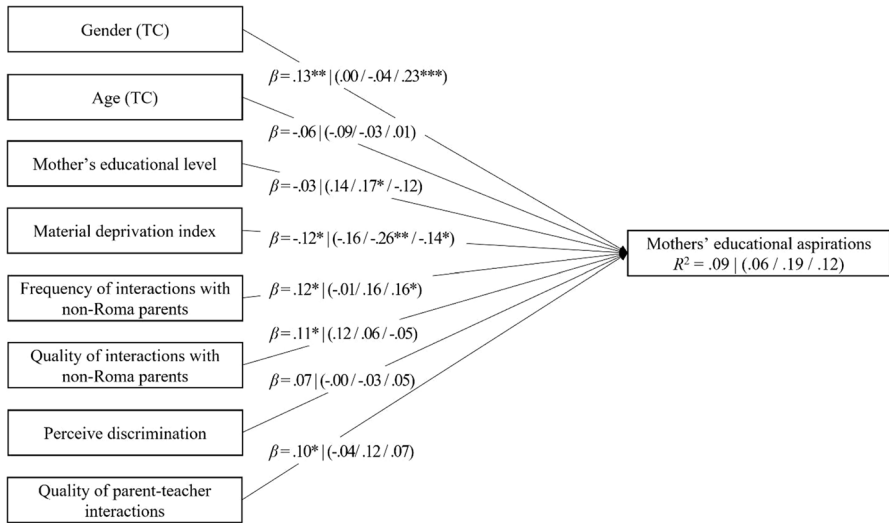 Gender (TC)
β = .13** | (.00 / -.04 / .23***)
Age (TC)
β = -.06 | (-.09/ -.03 / .01)
Mother's educational level
β = -.03 | (.14 / .17* / -.12)
Material deprivation index
β = -.12* | (-.16 / -.26** / -.14*)
Mothers' educational aspirations
R² = .09 | (.06 / .19 / .12)
Frequency of interactions with
non-Roma parents
β = .12* | (-.01/ .16 / .16*)
Quality of interactions with
non-Roma parents
β = .11* | (.12 / .06 / -.05)
Perceive discrimination
β = .07 | (-.00 / -.03 / .05)
Quality of parent-teacher
interactions
β = .10* | (-.04/ .12 / .07)